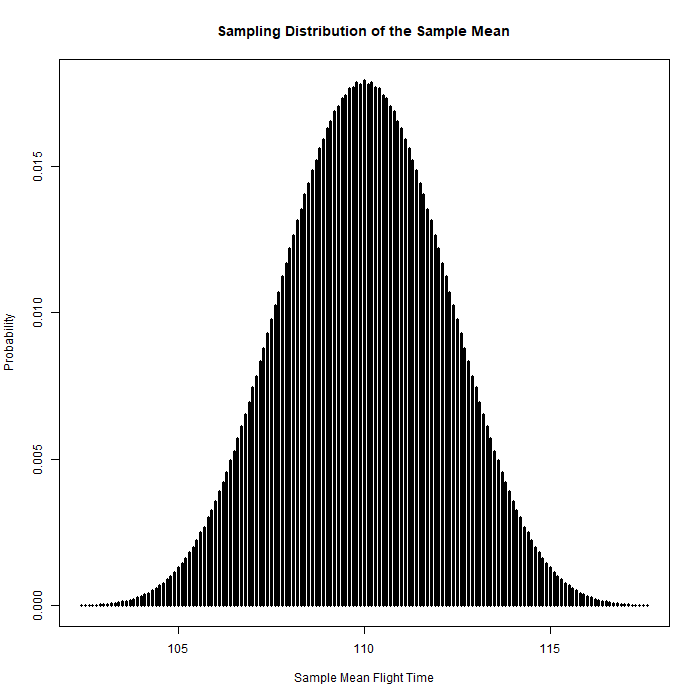 Sampling Distribution of the Sample Mean
Probability
0.015
0.010
0.005
0.000
105 110 115
Sample Mean Flight Time